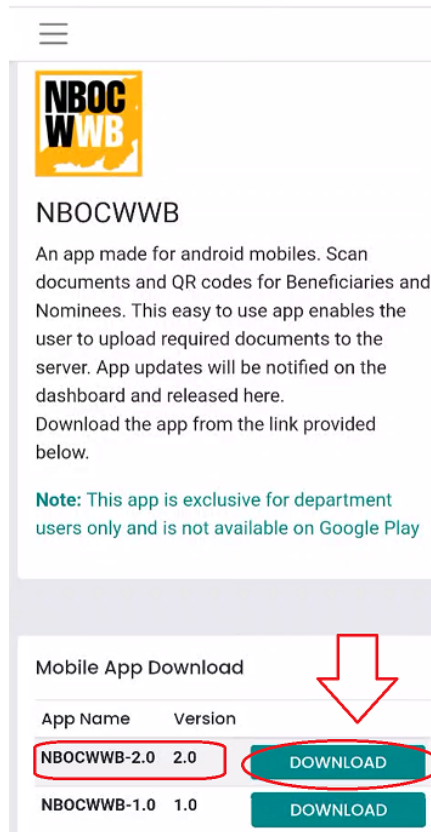 NBOC
WWB
NBOCWWB
An app made for android mobiles. Scan
documents and QR codes for Beneficiaries and
Nominees. This easy to use app enables the
user to upload required documents to the
server. App updates will be notified on the
dashboard and released here.
Download the app from the link provided
below.
Note: This app is exclusive for department
users only and is not available on Google Play
Mobile App Download
App Name Version
NBOCWWB-2.0 2.0 DOWNLOAD
NBOCWWB-1.0 1.0 DOWNLOAD